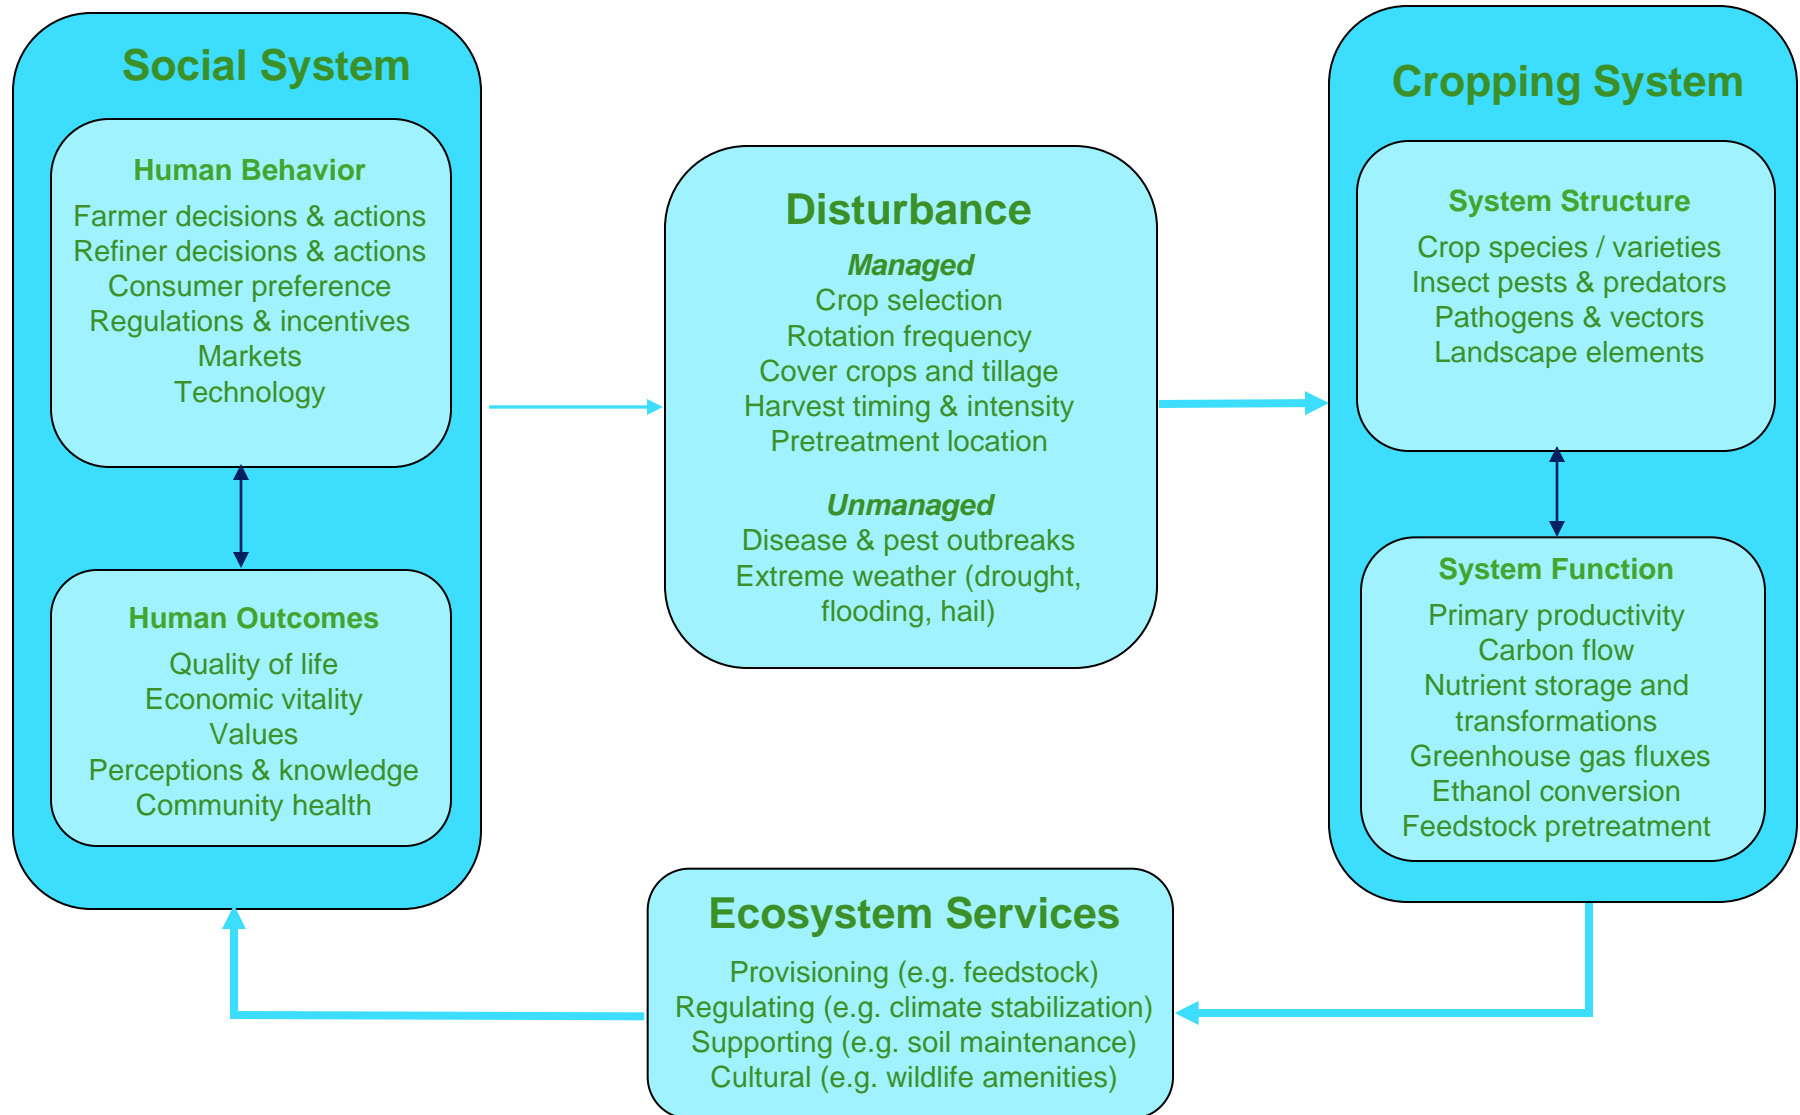 Social System
Human Behavior
Farmer decisions & actions
Refiner decisions & actions
Consumer preference
Regulations & incentives
Markets
Technology
Human Outcomes
Quality of life
Economic vitality
Values
Perceptions & knowledge
Community health
Disturbance
Managed
Crop selection
Rotation frequency
Cover crops and tillage
Harvest timing & intensity
Pretreatment location
Unmanaged
Disease & pest outbreaks
Extreme weather (drought,
flooding, hail)
Cropping System
System Structure
Crop species / varieties
Insect pests & predators
Pathogens & vectors
Landscape elements
System Function
Primary productivity
Carbon flow
Nutrient storage and
transformations
Greenhouse gas fluxes
Ethanol conversion
Feedstock pretreatment
Ecosystem Services
Provisioning (e.g. feedstock)
Regulating (e.g. climate stabilization)
Supporting (e.g. soil maintenance)
Cultural (e.g. wildlife amenities)